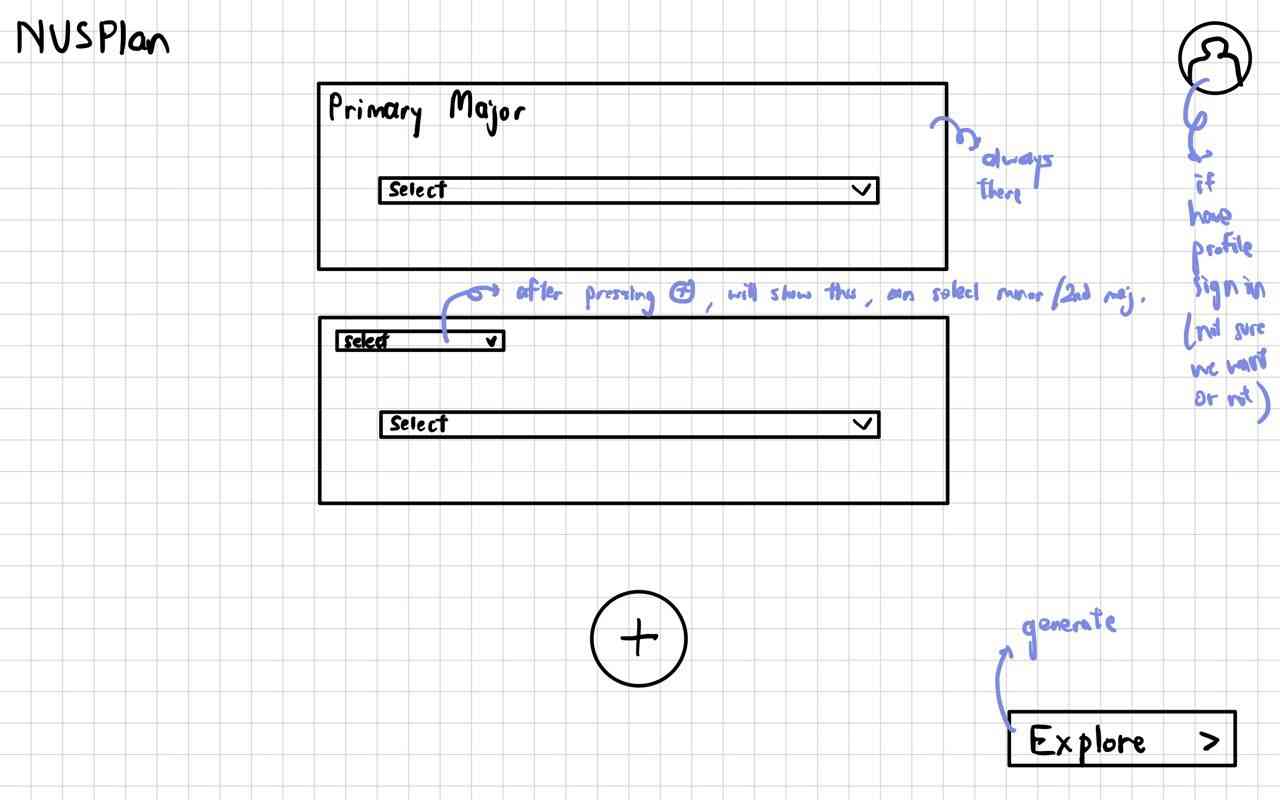 NUSPlan
Primary Major
Select
always
there
if
have
profile
sign in
(not sure
we want
or not)
after pressing ⊕, will show this, can select minor/2nd maj.
select
Select
+
generate
Explore >